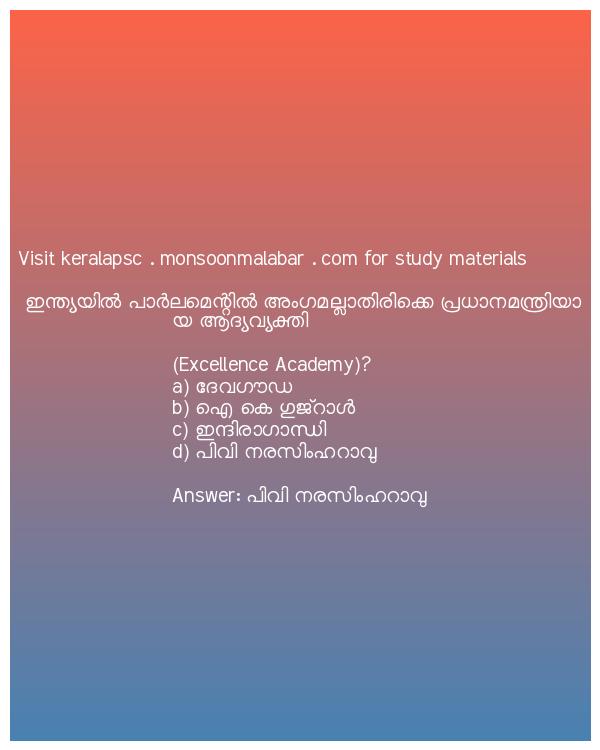 Visit keralapsc . monsoonmalabar . com for study materials
ഇന്ത്യയിൽ പാർലമെന്റിൽ അംഗമല്ലാതിരിക്കെ പ്രധാനമന്ത്രിയാ
യ ആദ്യവ്യക്തി
(Excellence Academy)?
a) ദേവഗൗഡ
b) ഐ കെ ഗുജ്റാൾ
c) ഇന്ദിരാഗാന്ധി
d) പിവി നരസിംഹറാവു
Answer: പിവി നരസിംഹറാവു